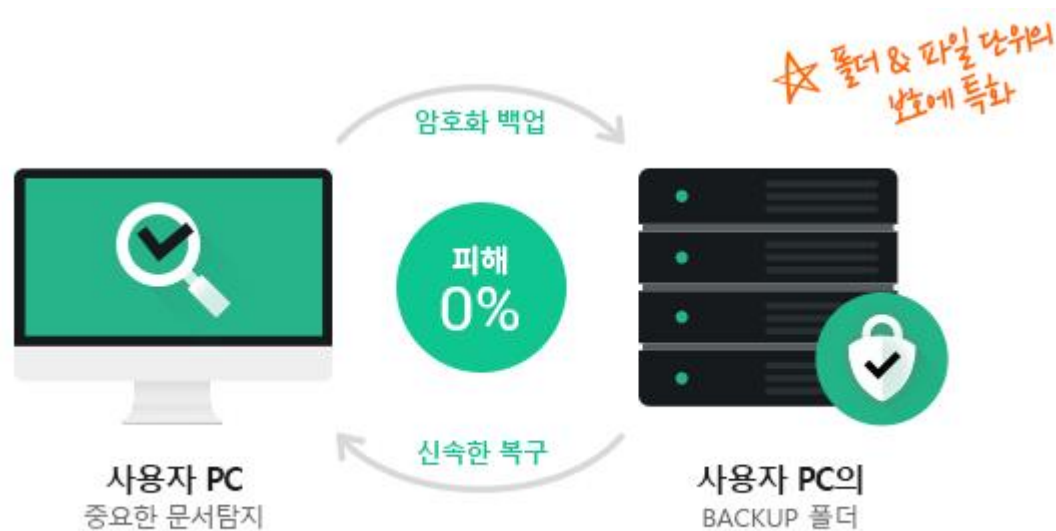 ☆ 폴더 & 파일 단위의
보호에 특화
암호화 백업
피해
0%
신속한 복구
사용자 PC
중요한 문서탐지
사용자 PC의
BACKUP 폴더